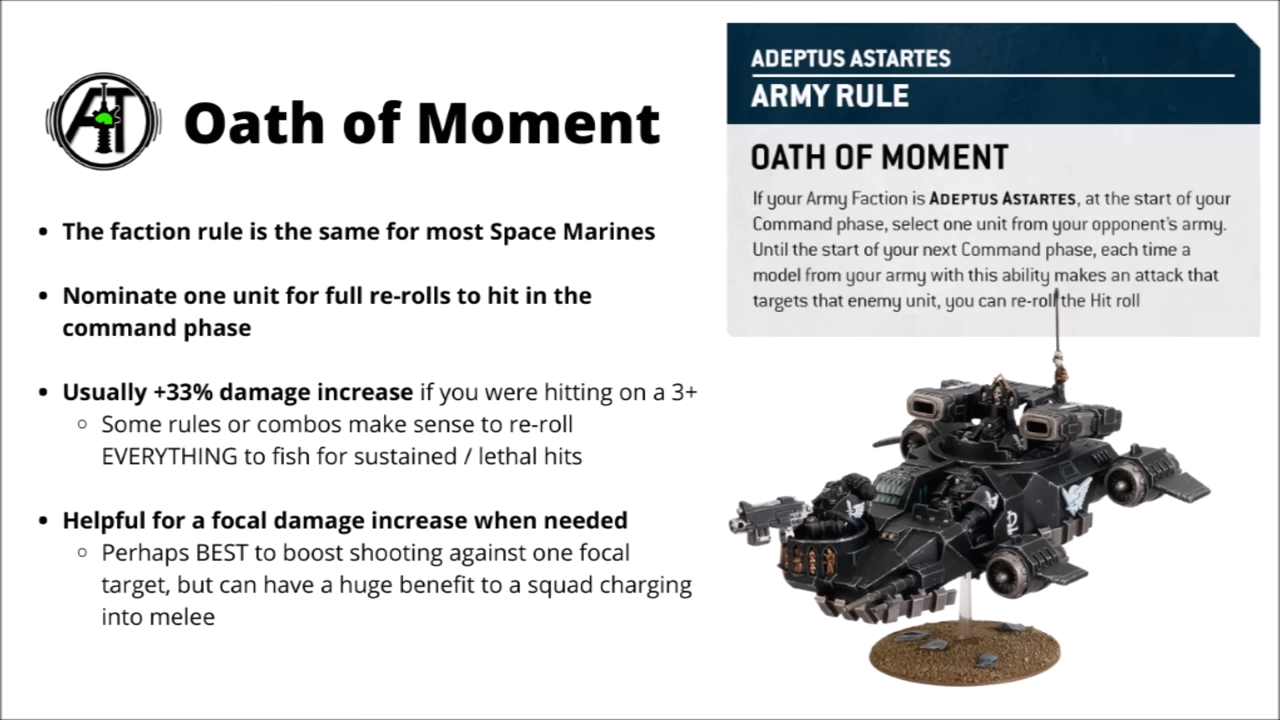 AT
Oath of Moment
• The faction rule is the same for most Space Marines
• Nominate one unit for full re-rolls to hit in the
command phase
• Usually +33% damage increase if you were hitting on a 3+
○ Some rules or combos make sense to re-roll
EVERYTHING to fish for sustained / lethal hits
• Helpful for a focal damage increase when needed
○ Perhaps BEST to boost shooting against one focal
target, but can have a huge benefit to a squad charging
into melee
ADEPTUS ASTARTES
ARMY RULE
OATH OF MOMENT
If your Army Faction is ADEPTUS ASTARTES, at the start of your
Command phase, select one unit from your opponent's army.
Until the start of your next Command phase, each time a
model from your army with this ability makes an attack that
targets that enemy unit, you can re-roll the Hit roll